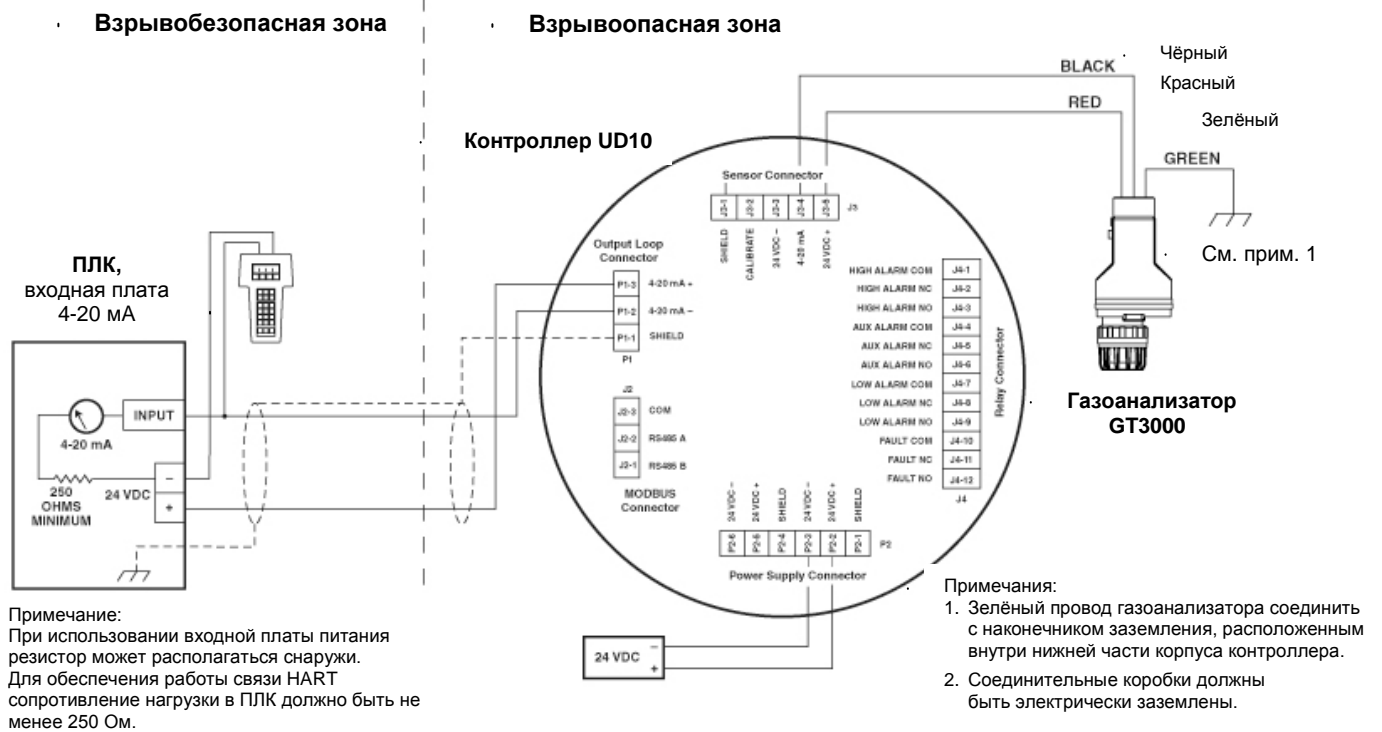 Взрывобезопасная зона
Взрывоопасная зона
Чёрный
BLACK
Красный
RED
Зелёный
GREEN
См. прим. 1
Контроллер UD10
Sensor Connector
J3-1
J3-2
J3-3
J3-4
J3-5
J3
SHIELD
CALIBRATE
24 VDC –
4-20 mA
24 VDC +
Output Loop
Connector
P1-3 4-20 mA +
P1-2 4-20 mA –
P1-1 SHIELD
P1
J2
J2-3 COM
J2-2 RS485 A
J2-1 RS485 B
MODBUS
Connector
HIGH ALARM COM J4-1
HIGH ALARM NC J4-2
HIGH ALARM NO J4-3
AUX ALARM COM J4-4
AUX ALARM NC J4-5
AUX ALARM NO J4-6
LOW ALARM COM J4-7
LOW ALARM NC J4-8
LOW ALARM NO J4-9
FAULT COM J4-10
FAULT NC J4-11
FAULT NO J4-12
J4
Relay Connector
Газоанализатор
GT3000
ПЛК,
входная плата
4-20 мА
INPUT
4-20 mA
250
OHMS
MINIMUM
24 VDC
–
+
24 VDC –
24 VDC +
SHIELD
24 VDC –
24 VDC +
SHIELD
P2-6
P2-5
P2-4
P2-3
P2-2
P2-1
P2
Power Supply Connector
24 VDC
–
+
Примечание:
При использовании входной платы питания
резистор может располагаться снаружи.
Для обеспечения работы связи HART
сопротивление нагрузки в ПЛК должно быть не
менее 250 Ом.
Примечания:
1. Зелёный провод газоанализатора соединить
с наконечником заземления, расположенным
внутри нижней части корпуса контроллера.
2. Соединительные коробки должны
быть электрически заземлены.